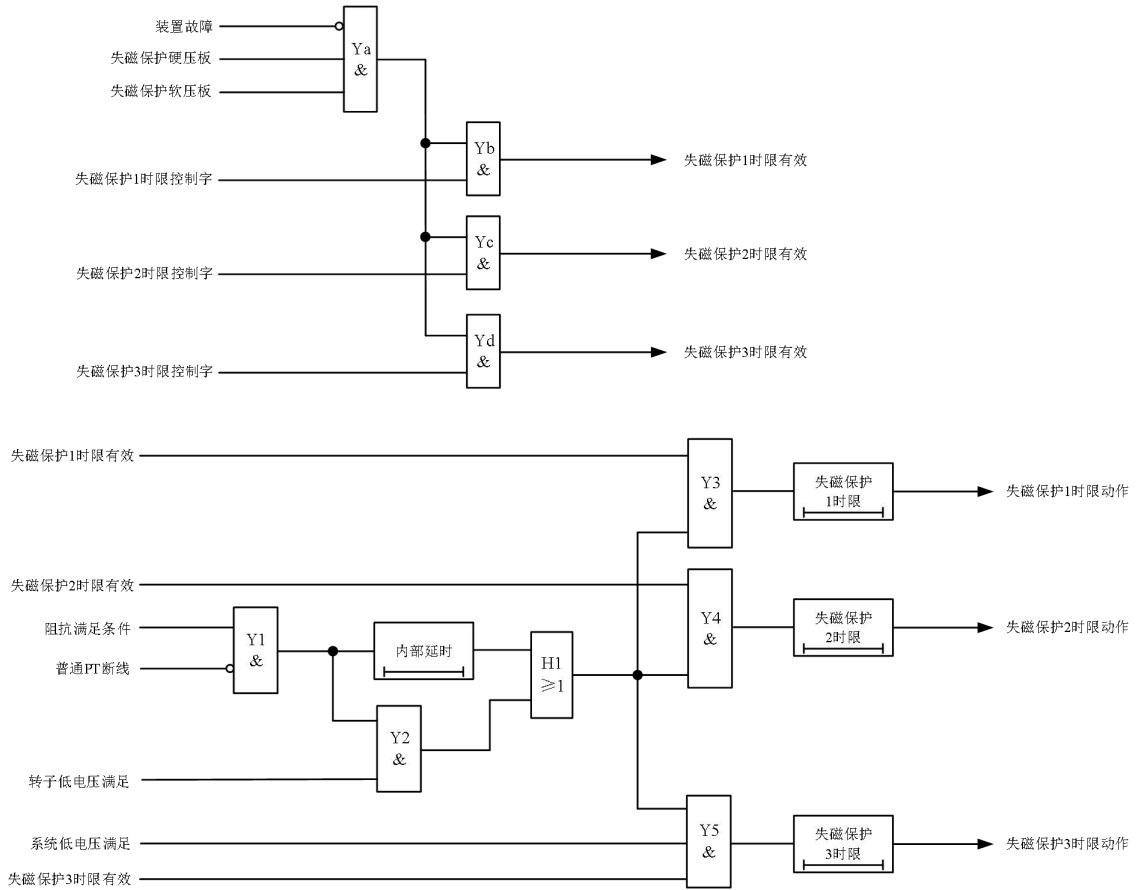 装置故障
失磁保护硬压板
失磁保护软压板
Ya
&
失磁保护1时限控制字
Yb
&
失磁保护1时限有效
失磁保护2时限控制字
Yc
&
失磁保护2时限有效
失磁保护3时限控制字
Yd
&
失磁保护3时限有效
失磁保护1时限有效
Y3
&
失磁保护
1时限
失磁保护1时限动作
失磁保护2时限有效
阻抗满足条件
普通PT断线
Y1
&
内部延时
H1
≥1
Y4
&
失磁保护
2时限
失磁保护2时限动作
转子低电压满足
Y2
&
系统低电压满足
失磁保护3时限有效
Y5
&
失磁保护
3时限
失磁保护3时限动作